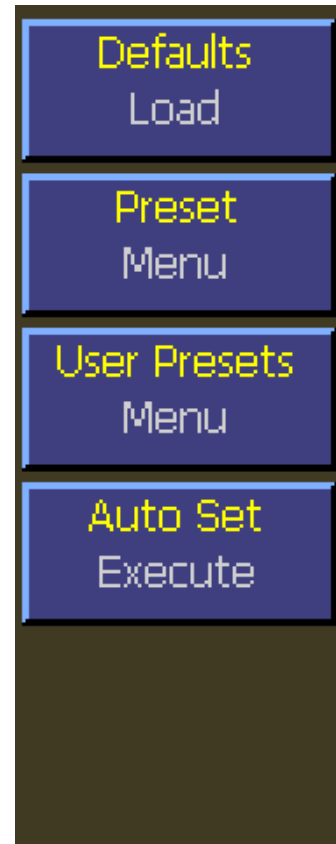 Defaults
Load
Preset
Menu
User Presets
Menu
Auto Set
Execute